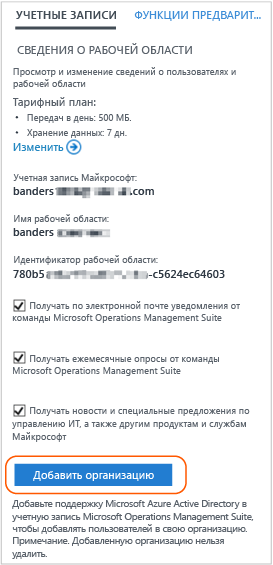 УЧЕТНЫЕ ЗАПИСИ ФУНКЦИИ ПРЕДВАРИТ...
СВЕДЕНИЯ О РАБОЧЕЙ ОБЛАСТИ
Просмотр и изменение сведений о пользователях и
рабочей области
Тарифный план:
• Передач в день: 500 МБ.
• Хранение данных: 7 дн.
Изменить
Учетная запись Майкрософт:
banders .com
Имя рабочей области:
banders
Идентификатор рабочей области:
780b5 -c5624ec64603
Получать по электронной почте уведомления от
команды Microsoft Operations Management Suite
Получать ежемесячные опросы от команды
Microsoft Operations Management Suite
Получать новости и специальные предложения по
управлению ИТ, а также другим продуктам и службам
Майкрософт
Добавить организацию
Добавьте поддержку Microsoft Azure Active Directory в
учетную запись Microsoft Operations Management Suite,
чтобы добавлять пользователей в свою организацию.
Примечание. Добавленную организацию нельзя
удалить.